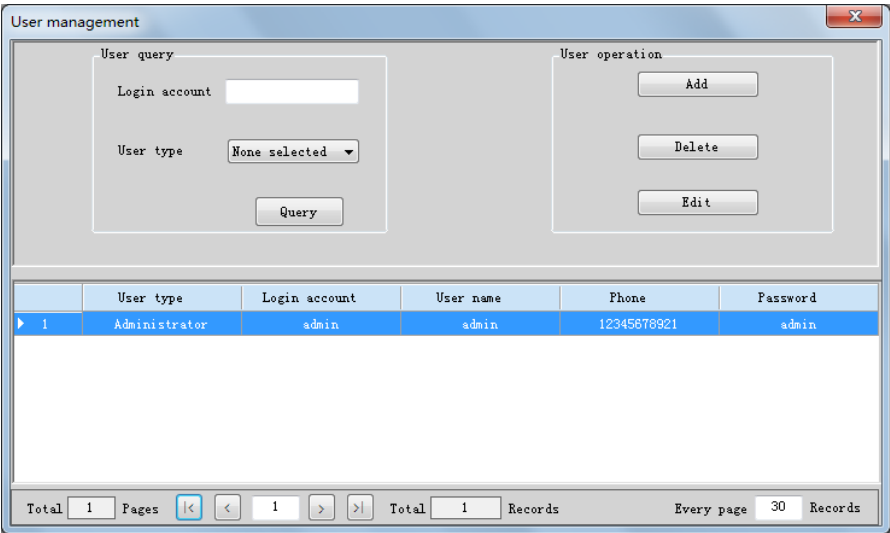 User management
User query
User operation
Login account
Add
User type None selected
Delete
Query
Edit
User type Login account User name Phone Password
1 Administrator admin admin 12345678921 admin
Total 1 Pages |< < 1 > >| Total 1 Records Every page 30 Records